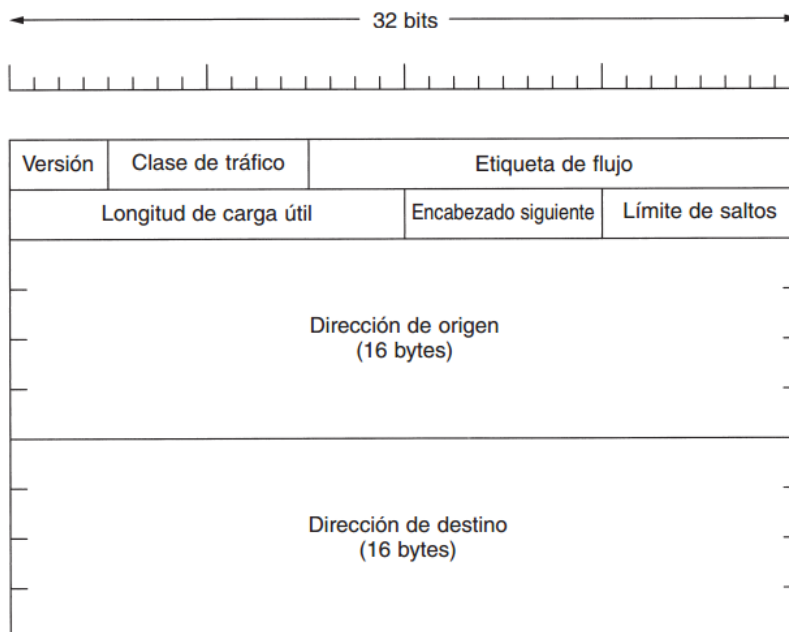 32 bits
Versión Clase de tráfico Etiqueta de flujo
Longitud de carga útil Encabezado siguiente Límite de saltos
Dirección de origen
(16 bytes)
Dirección de destino
(16 bytes)